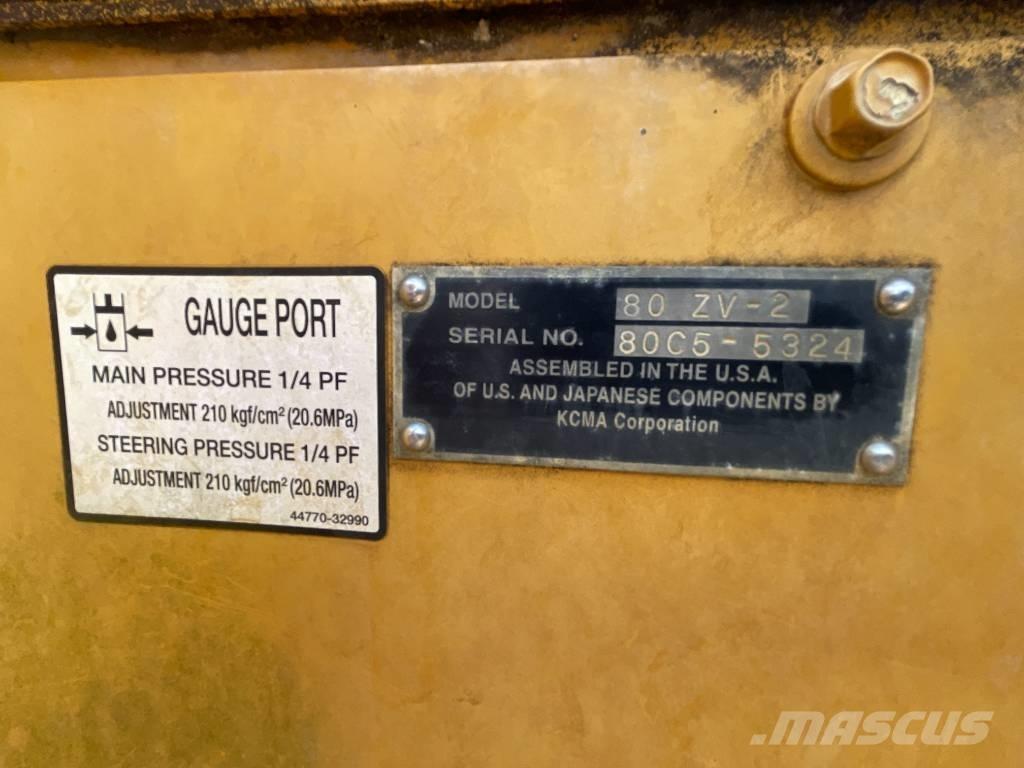 GAUGE PORT
MAIN PRESSURE 1/4 PF
ADJUSTMENT 210 kgf/cm² (20.6MPa)
STEERING PRESSURE 1/4 PF
ADJUSTMENT 210 kgf/cm² (20.6MPa)
44770-32990
MODEL 80 ZV-2
SERIAL NO. 80C5-5324
ASSEMBLED IN THE U.S.A.
OF U.S. AND JAPANESE COMPONENTS BY
KCMA Corporation
MASCUS